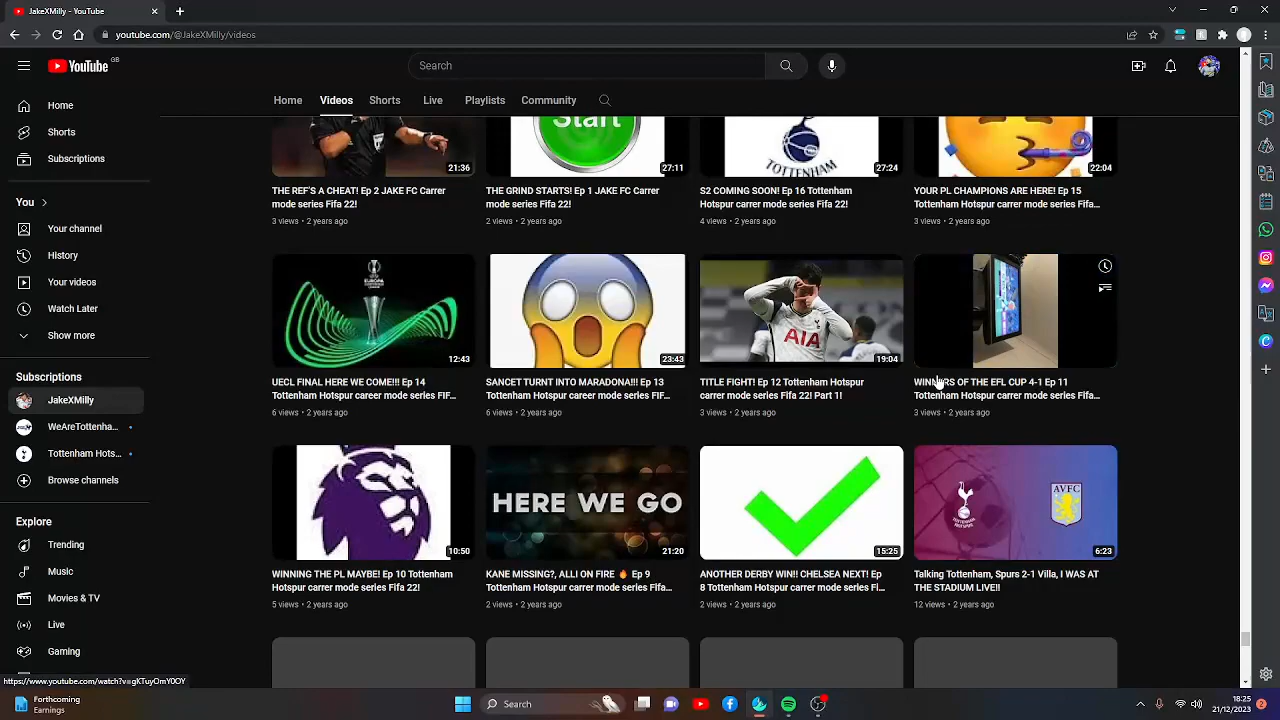 JakeXMilly - YouTube
youtube.com/@JakeXMilly/videos
YouTube GB
Search
Home Videos Shorts Live Playlists Community
Home
Shorts
Subscriptions
You
Your channel
History
Your videos
Watch Later
Show more
Subscriptions
JakeXMilly
WeAreTottenha...
Tottenham Hots...
Browse channels
Explore
Trending
Music
Movies & TV
Live
Gaming
21:36
Start
27:11
TOTTENHAM
27:24
22:04
THE REF'S A CHEAT! Ep 2 JAKE FC Carrer
mode series Fifa 22!
3 views • 2 years ago
THE GRIND STARTS! Ep 1 JAKE FC Carrer
mode series Fifa 22!
2 views • 2 years ago
S2 COMING SOON! Ep 16 Tottenham
Hotspur carrer mode series Fifa 22!
4 views • 2 years ago
YOUR PL CHAMPIONS ARE HERE! Ep 15
Tottenham Hotspur carrer mode series Fifa...
3 views • 2 years ago
EUROPA
12:43
23:43
AIA
19:04
UECL FINAL HERE WE COME!!! Ep 14
Tottenham Hotspur career mode series FIF...
6 views • 2 years ago
SANCET TURNT INTO MARADONA!!! Ep 13
Tottenham Hotspur career mode series FIF...
6 views • 2 years ago
TITLE FIGHT! Ep 12 Tottenham Hotspur
carrer mode series Fifa 22! Part 1!
3 views • 2 years ago
WINNERS OF THE EFL CUP 4-1 Ep 11
Tottenham Hotspur carrer mode series Fifa...
3 views • 2 years ago
10:50
HERE WE GO
21:20
15:25
AVFC
6:23
WINNING THE PL MAYBE! Ep 10 Tottenham
Hotspur carrer mode series Fifa 22!
5 views • 2 years ago
KANE MISSING?, ALLI ON FIRE 🔥 Ep 9
Tottenham Hotspur carrer mode series Fifa...
2 views • 2 years ago
ANOTHER DERBY WIN!! CHELSEA NEXT! Ep
8 Tottenham Hotspur carrer mode series Fi...
2 views • 2 years ago
Talking Tottenham, Spurs 2-1 Villa, I WAS AT
THE STADIUM LIVE!!
12 views • 2 years ago
https://www.youtube.com/watch?v=gKTuyOmY0OY
Forthcoming
Earnings
Search
18:25
21/12/2023
2